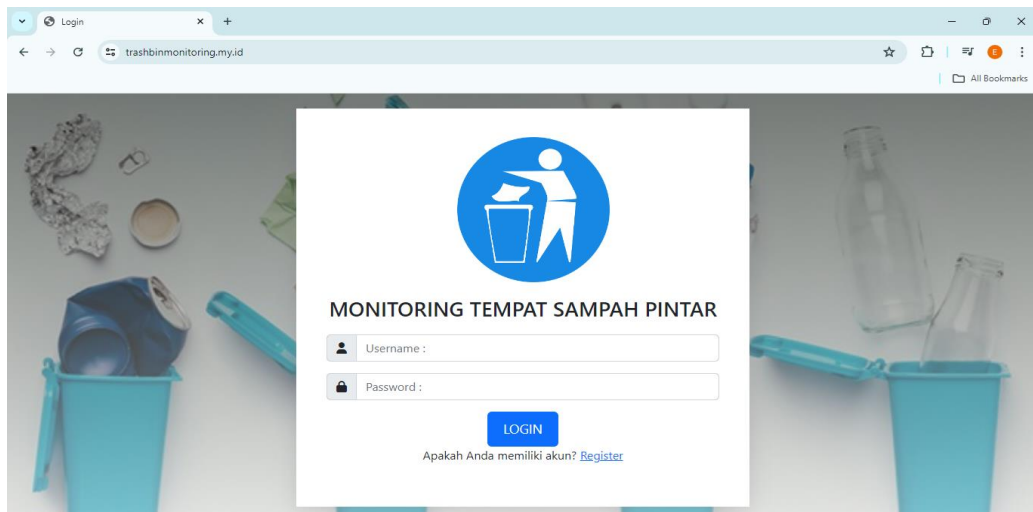 Login
trashbinmonitoring.my.id
E
All Bookmarks
MONITORING TEMPAT SAMPAH PINTAR
Username :
Password :
LOGIN
Apakah Anda memiliki akun? Register